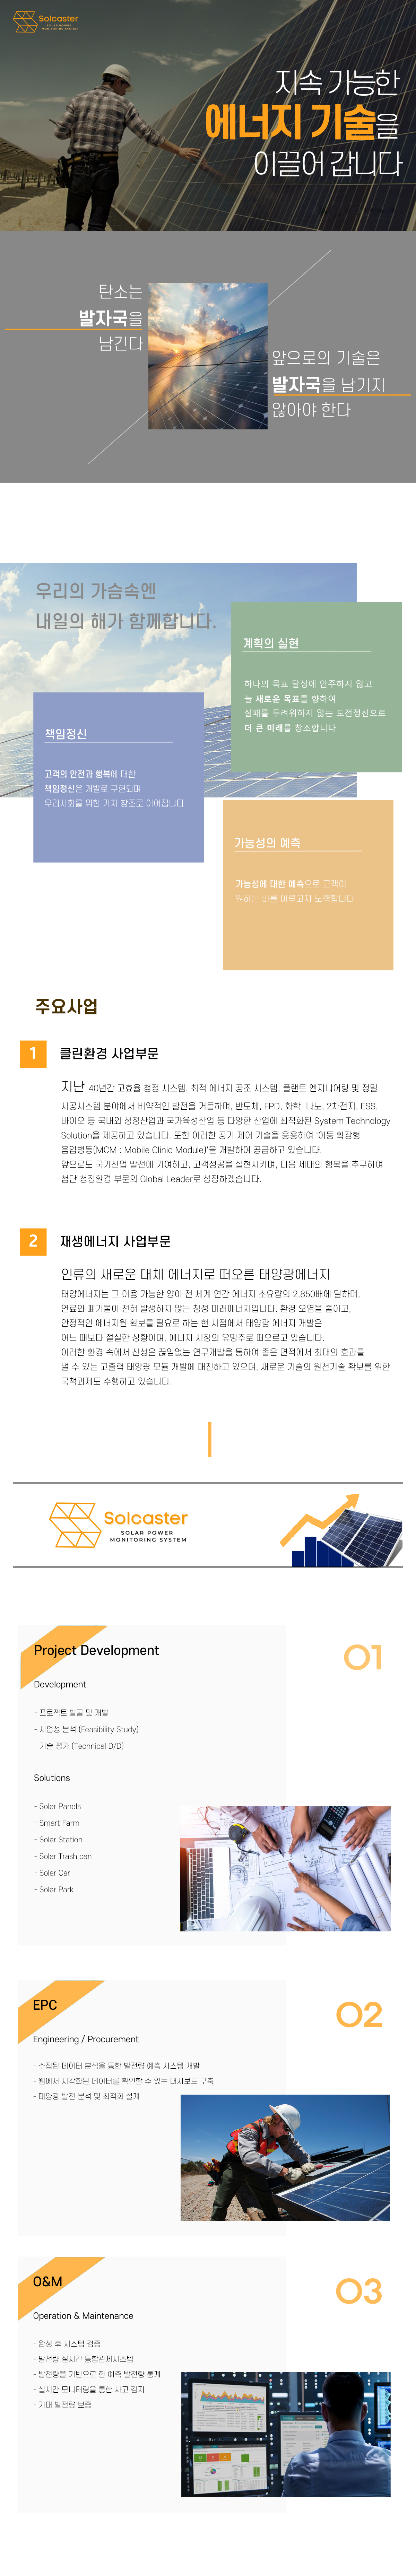 Solcaster
SOLAR POWER
MONITORING SYSTEM
지속 가능한
에너지 기술을
이끌어 갑니다
탄소는
발자국을
남긴다
앞으로의 기술은
발자국을 남기지
않아야 한다
우리의 가슴속엔
내일의 해가 함께합니다.
계획의 실현
하나의 목표 달성에 안주하지 않고
늘 새로운 목표를 향하여
실패를 두려워하지 않는 도전정신으로
더 큰 미래를 창조합니다
책임정신
고객의 안전과 행복에 대한
책임정신은 개발로 구현되며
우리사회를 위한 가치 창조로 이어집니다
가능성의 예측
가능성에 대한 예측으로 고객이
원하는 바를 이루고자 노력합니다
주요사업
1 클린환경 사업부문
지난 40년간 고효율 청정 시스템, 최적 에너지 공조 시스템, 플랜트 엔지니어링 및 정밀
시공시스템 분야에서 비약적인 발전을 거듭하며, 반도체, FPD, 화학, 나노, 2차전지, ESS,
바이오 등 국내외 청정산업과 국가육성산업 등 다양한 산업에 최적화된 System Technology
Solution을 제공하고 있습니다. 또한 이러한 공기 제어 기술을 응용하여 '이동 확장형
음압병동(MCM : Mobile Clinic Module)'을 개발하여 공급하고 있습니다.
앞으로도 국가산업 발전에 기여하고, 고객성공을 실현시키며, 다음 세대의 행복을 추구하여
첨단 청정환경 부문의 Global Leader로 성장하겠습니다.
2 재생에너지 사업부문
인류의 새로운 대체 에너지로 떠오른 태양광에너지
태양에너지는 그 이용 가능한 양이 전 세계 연간 에너지 소요량의 2,850배에 달하며,
연료와 폐기물이 전혀 발생하지 않는 청정 미래에너지입니다. 환경 오염을 줄이고,
안정적인 에너지원 확보를 필요로 하는 현 시점에서 태양광 에너지 개발은
어느 때보다 절실한 상황이며, 에너지 시장의 유망주로 떠오르고 있습니다.
이러한 환경 속에서 신성은 끊임없는 연구개발을 통하여 좁은 면적에서 최대의 효과를
낼 수 있는 고출력 태양광 모듈 개발에 매진하고 있으며, 새로운 기술의 원천기술 확보를 위한
국책과제도 수행하고 있습니다.
Solcaster
SOLAR POWER
MONITORING SYSTEM
Project Development
01
Development
- 프로젝트 발굴 및 개발
- 사업성 분석 (Feasibility Study)
- 기술 평가 (Technical D/D)
Solutions
- Solar Panels
- Smart Farm
- Solar Station
- Solar Trash can
- Solar Car
- Solar Park
EPC
02
Engineering / Procurement
- 수집된 데이터 분석을 통한 발전량 예측 시스템 개발
- 웹에서 시각화된 데이터를 확인할 수 있는 대시보드 구축
- 태양광 발전 분석 및 최적화 설계
O&M
03
Operation & Maintenance
- 완성 후 시스템 검증
- 발전량 실시간 통합관제시스템
- 발전량을 기반으로 한 예측 발전량 통계
- 실시간 모니터링을 통한 사고 감지
- 기대 발전량 보증